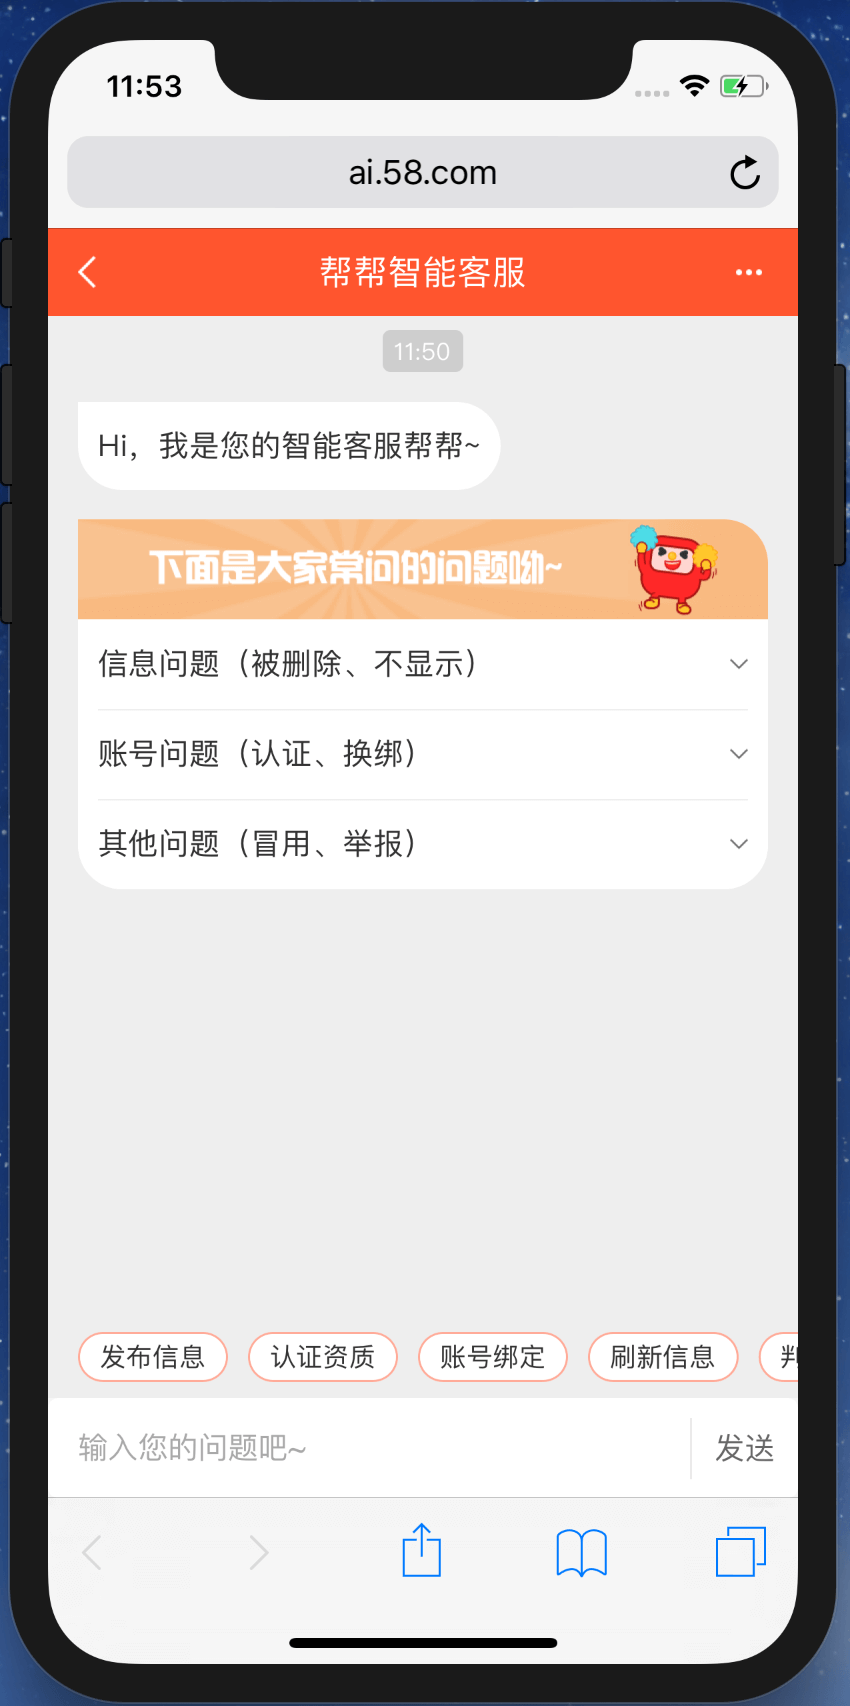 11:53
ai.58.com
帮帮智能客服
11:50
Hi，我是您的智能客服帮帮~
下面是大家常问的问题呦~
信息问题（被删除、不显示）
账号问题（认证、换绑）
其他问题（冒用、举报）
发布信息 认证资质 账号绑定 刷新信息
输入您的问题吧~ 发送